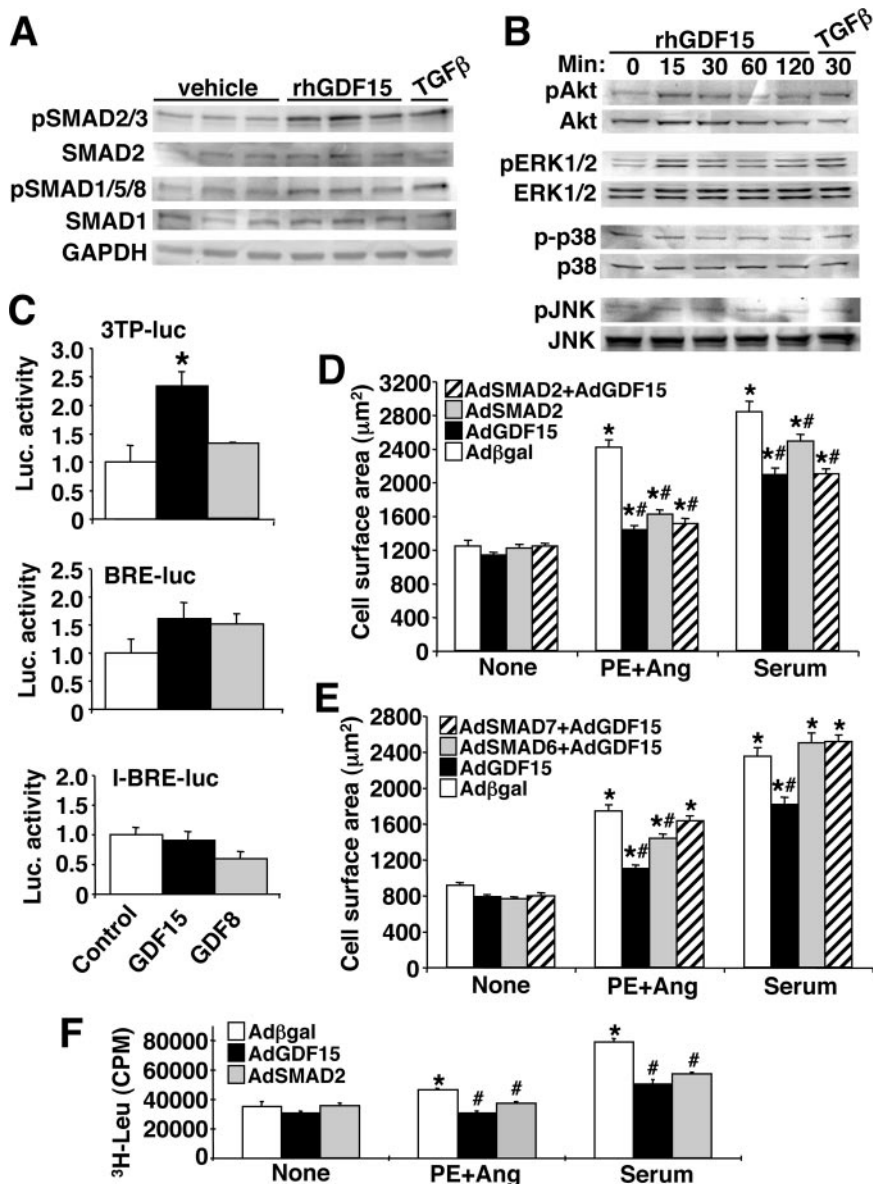 A
vehicle rhGDF15 TGFβ
pSMAD2/3
SMAD2
pSMAD1/5/8
SMAD1
GAPDH
B
rhGDF15 TGFβ
Min: 0 15 30 60 120 30
pAkt
Akt
pERK1/2
ERK1/2
p-p38
p38
pJNK
JNK
C
3TP-luc
Luc. activity
3.0
2.5
2.0
1.5
1.0
0.5
0
*
BRE-luc
Luc. activity
2.5
2.0
1.5
1.0
0.5
0
I-BRE-luc
Luc. activity
2.0
1.5
1.0
0.5
0
Control GDF15 GDF8
D
Cell surface area (μm²)
3200
2800
2400
2000
1600
1200
800
400
0
AdSMAD2+AdGDF15
AdSMAD2
AdGDF15
Adβgal
* *# *# *# * *# *# *#
None PE+Ang Serum
E
Cell surface area (μm²)
2800
2400
2000
1600
1200
800
400
0
AdSMAD7+AdGDF15
AdSMAD6+AdGDF15
AdGDF15
Adβgal
* *# *# * * *# * *
None PE+Ang Serum
F
³H-Leu (CPM)
80000
60000
40000
20000
0
Adβgal
AdGDF15
AdSMAD2
* # # * # #
None PE+Ang Serum